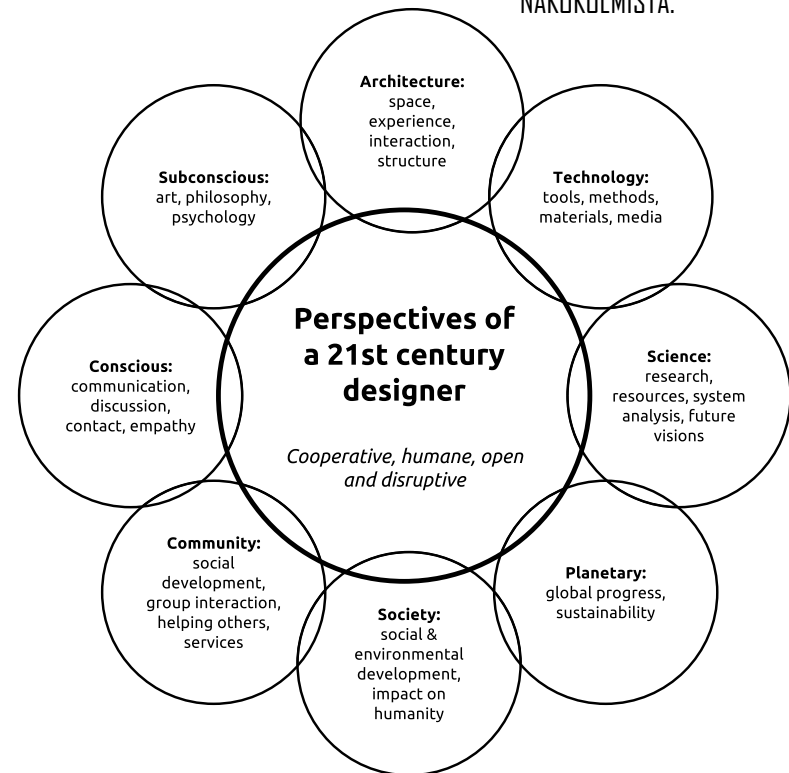 NÄKÖKULMISTA.
Architecture:
space,
experience,
interaction,
structure
Subconscious:
art, philosophy,
psychology
Technology:
tools, methods,
materials, media
Perspectives of
a 21st century
designer
Cooperative, humane, open
and disruptive
Conscious:
communication,
discussion,
contact, empathy
Science:
research,
resources, system
analysis, future
visions
Community:
social
development,
group interaction,
helping others,
services
Planetary:
global progress,
sustainability
Society:
social &
environmental
development,
impact on
humanity